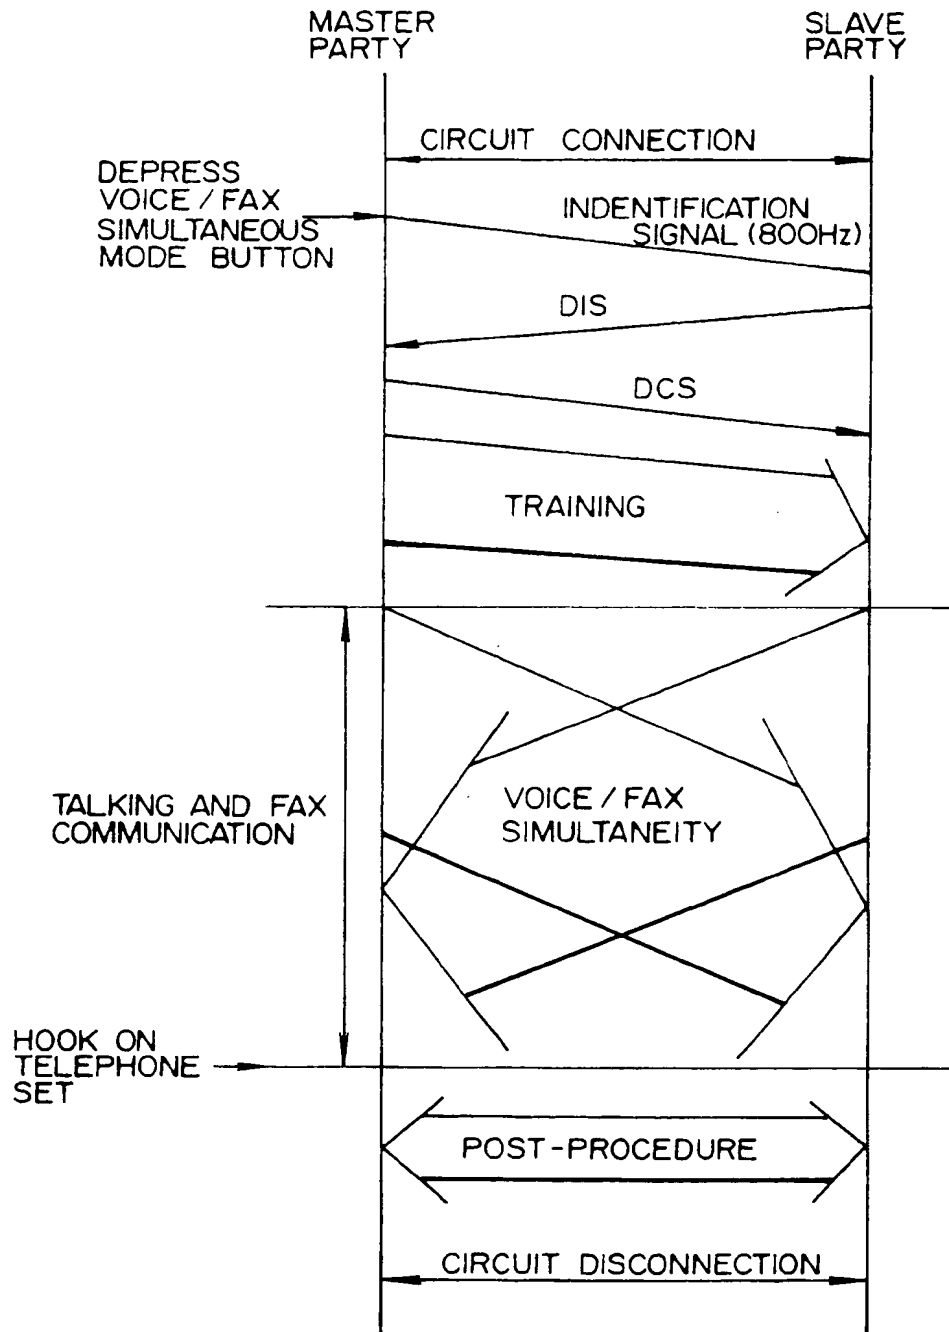 MASTER
PARTY
SLAVE
PARTY
CIRCUIT CONNECTION
DEPRESS
VOICE / FAX
SIMULTANEOUS
MODE BUTTON
INDENTIFICATION
SIGNAL (800Hz)
DIS
DCS
TRAINING
TALKING AND FAX
COMMUNICATION
VOICE / FAX
SIMULTANEITY
HOOK ON
TELEPHONE
SET
POST-PROCEDURE
CIRCUIT DISCONNECTION